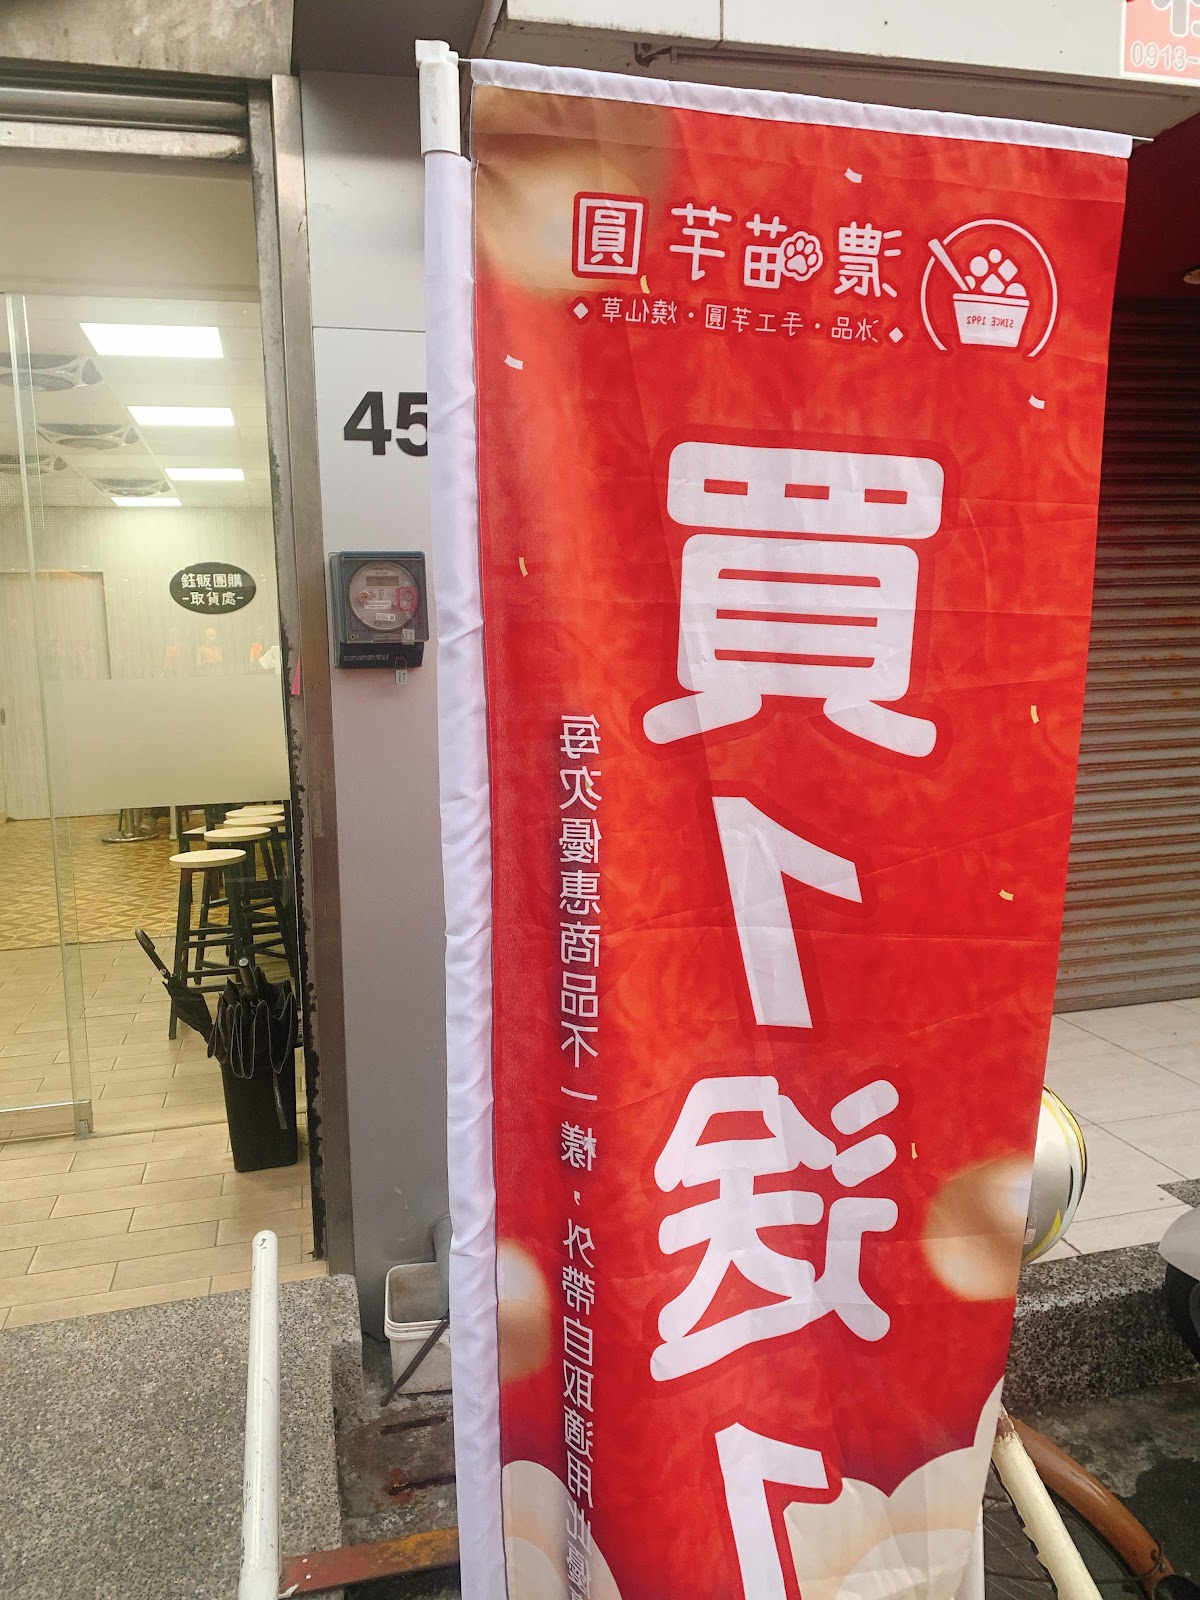 濃苗芋圓
冰品・手工芋圓・燒仙草
SINCE 1992
買1送1
每次優惠商品不一樣，外帶自取適用此優
45
鈺販團購
-取貨處-
0913-